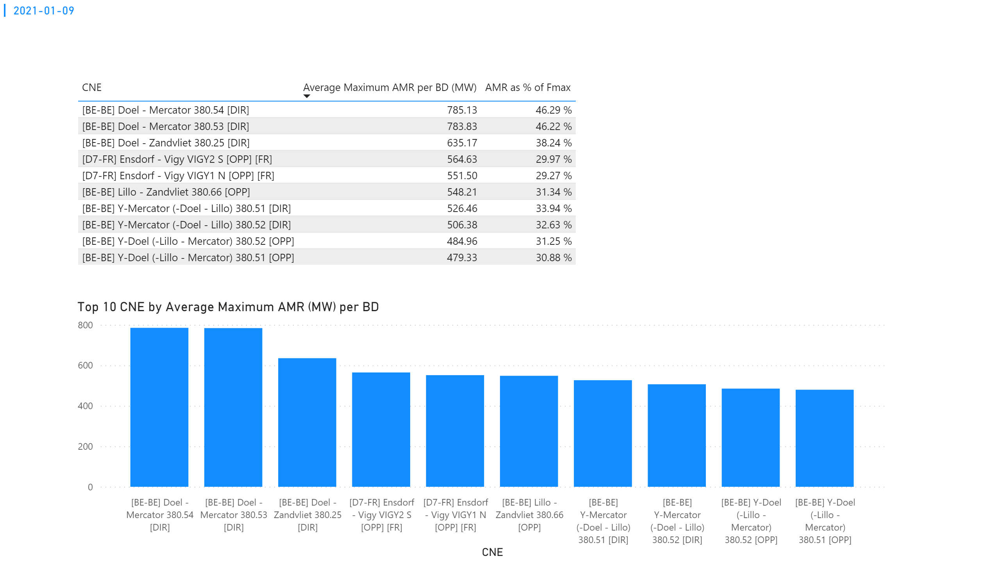 2021-01-09
CNE Average Maximum AMR per BD (MW) AMR as % of Fmax
[BE-BE] Doel - Mercator 380.54 [DIR] 785.13 46.29 %
[BE-BE] Doel - Mercator 380.53 [DIR] 783.83 46.22 %
[BE-BE] Doel - Zandvliet 380.25 [DIR] 635.17 38.24 %
[D7-FR] Ensdorf - Vigy VIGY2 S [OPP] [FR] 564.63 29.97 %
[D7-FR] Ensdorf - Vigy VIGY1 N [OPP] [FR] 551.50 29.27 %
[BE-BE] Lillo - Zandvliet 380.66 [OPP] 548.21 31.34 %
[BE-BE] Y-Mercator (-Doel - Lillo) 380.51 [DIR] 526.46 33.94 %
[BE-BE] Y-Mercator (-Doel - Lillo) 380.52 [DIR] 506.38 32.63 %
[BE-BE] Y-Doel (-Lillo - Mercator) 380.52 [OPP] 484.96 31.25 %
[BE-BE] Y-Doel (-Lillo - Mercator) 380.51 [OPP] 479.33 30.88 %
Top 10 CNE by Average Maximum AMR (MW) per BD
800
600
400
200
0
[BE-BE] Doel -
Mercator 380.54
[DIR]
[BE-BE] Doel -
Mercator 380.53
[DIR]
[BE-BE] Doel -
Zandvliet 380.25
[DIR]
[D7-FR] Ensdorf
- Vigy VIGY2 S
[OPP] [FR]
[D7-FR] Ensdorf
- Vigy VIGY1 N
[OPP] [FR]
[BE-BE] Lillo -
Zandvliet 380.66
[OPP]
[BE-BE]
Y-Mercator
(-Doel - Lillo)
380.51 [DIR]
[BE-BE]
Y-Mercator
(-Doel - Lillo)
380.52 [DIR]
[BE-BE] Y-Doel
(-Lillo -
Mercator)
380.52 [OPP]
[BE-BE] Y-Doel
(-Lillo -
Mercator)
380.51 [OPP]
CNE